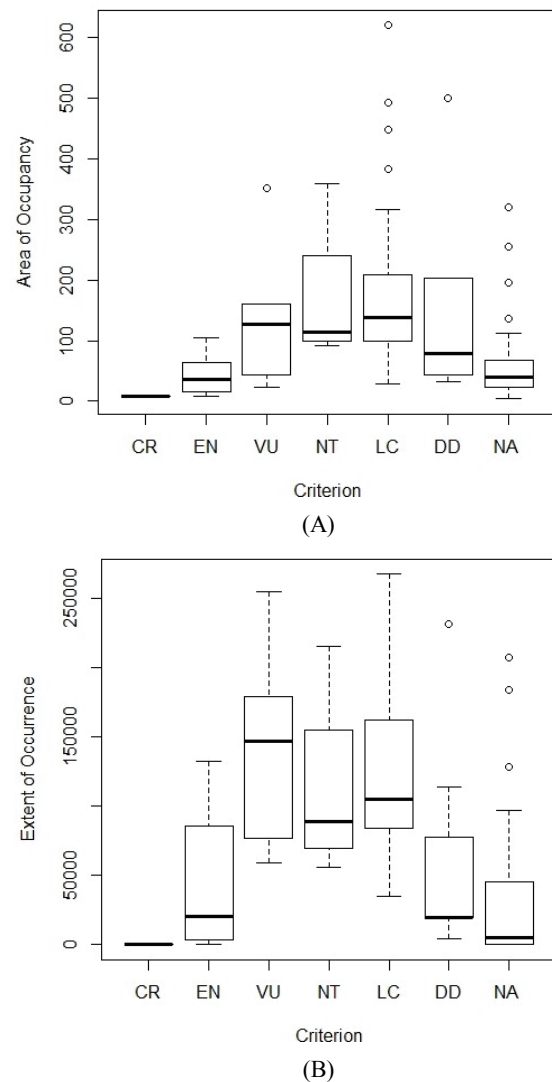 600
500
400
300
200
100
0
Area of Occupancy
CR EN VU NT LC DD NA
Criterion
(A)
250000
150000
50000
0
Extent of Occurrence
CR EN VU NT LC DD NA
Criterion
(B)